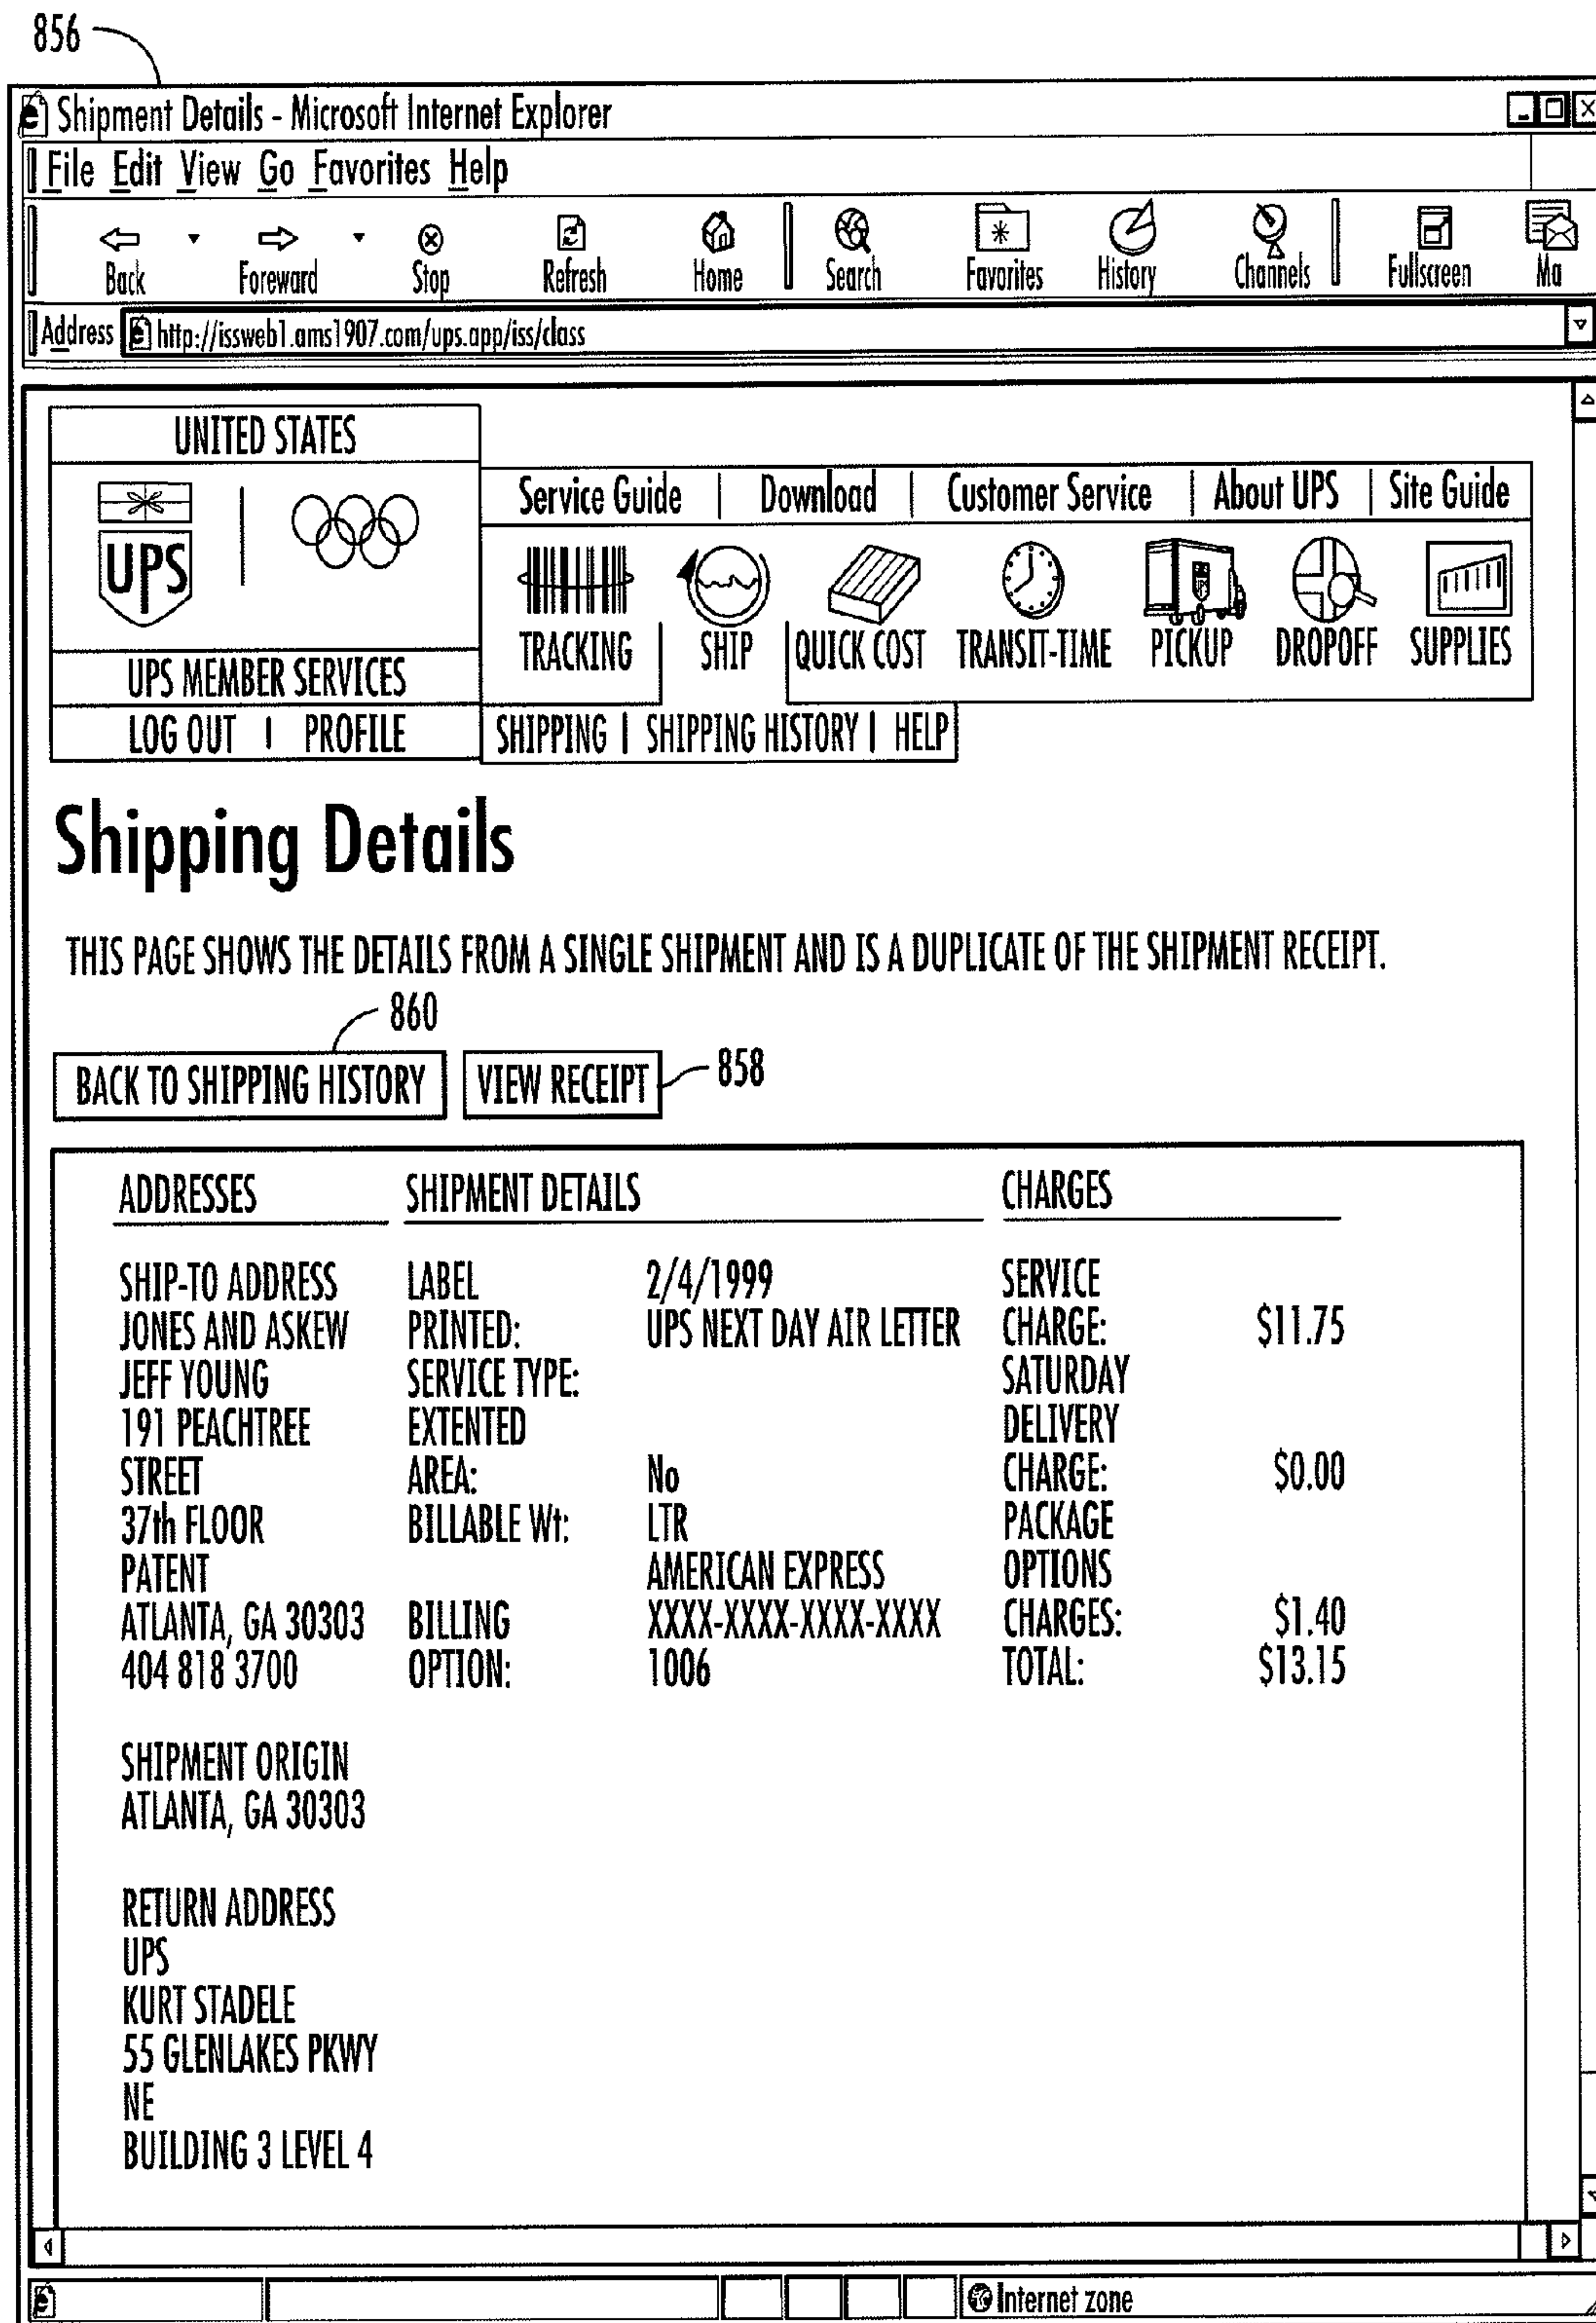 856
Shipment Details - Microsoft Internet Explorer
File Edit View Go Favorites Help
Back Foreward Stop Refresh Home Search Favorites History Channels Fullscreen Ma
Address http://issweb1.ams1907.com/ups.app/iss/class
UNITED STATES
Service Guide | Download | Customer Service | About UPS | Site Guide
UPS
TRACKING SHIP QUICK COST TRANSIT-TIME PICKUP DROPOFF SUPPLIES
UPS MEMBER SERVICES
LOG OUT | PROFILE SHIPPING | SHIPPING HISTORY | HELP
Shipping Details
THIS PAGE SHOWS THE DETAILS FROM A SINGLE SHIPMENT AND IS A DUPLICATE OF THE SHIPMENT RECEIPT.
860
BACK TO SHIPPING HISTORY VIEW RECEIPT 858
ADDRESSES SHIPMENT DETAILS CHARGES
SHIP-TO ADDRESS LABEL 2/4/1999 SERVICE
JONES AND ASKEW PRINTED: UPS NEXT DAY AIR LETTER CHARGE: $11.75
JEFF YOUNG SERVICE TYPE: SATURDAY
191 PEACHTREE EXTENTED DELIVERY
STREET AREA: No CHARGE: $0.00
37th FLOOR BILLABLE Wt: LTR PACKAGE
PATENT AMERICAN EXPRESS OPTIONS
ATLANTA, GA 30303 BILLING XXXX-XXXX-XXXX-XXXX CHARGES: $1.40
404 818 3700 OPTION: 1006 TOTAL: $13.15
SHIPMENT ORIGIN
ATLANTA, GA 30303
RETURN ADDRESS
UPS
KURT STADELE
55 GLENLAKES PKWY
NE
BUILDING 3 LEVEL 4
Internet zone